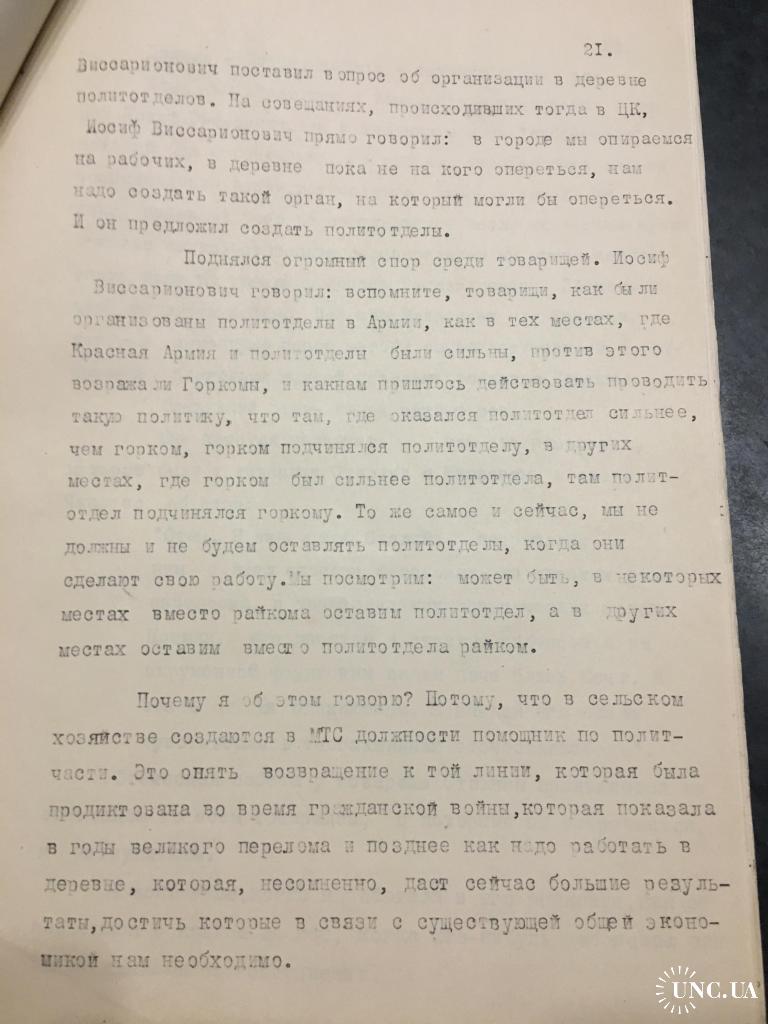 21.
Виссарионович поставил вопрос об организации в деревне
политотделов. На совещаниях, происходивших тогда в ЦК,
Иосиф Виссарионович прямо говорил: в городе мы опираемся
на рабочих, в деревне пока не на кого опереться, нам
надо создать такой орган, на который могли бы опереться.
И он предложил создать политотделы.
Поднялся огромный спор среди товарищей. Иосиф
Виссарионович говорил: вспомните, товарищи, как были
организованы политотделы в Армии, как в тех местах, где
Красная Армия и политотделы были сильны, против этого
возражали Горкомы, и какнам пришлось действовать проводить
такую политику, что там, где оказался политотдел сильнее,
чем горком, горком подчинялся политотделу, в других
местах, где горком был сильнее политотдела, там полит-
отдел подчинялся горкому. То же самое и сейчас, мы не
должны и не будем оставлять политотделы, когда они
сделают свою работу.Мы посмотрим: может быть, в некоторых
местах вместо райкома оставим политотдел, а в других
местах оставим вместо политотдела райком.
Почему я об этом говорю? Потому, что в сельском
хозяйстве создаются в МТС должности помощник по полит-
части. Это опять возвращение к той линии, которая была
продиктована во время гражданской войны,которая показала
в годы великого перелома и позднее как надо работать в
деревне, которая, несомненно, даст сейчас большие резуль-
таты,достичь которые в связи с существующей общей эконо-
микой нам необходимо.
UNC.UA